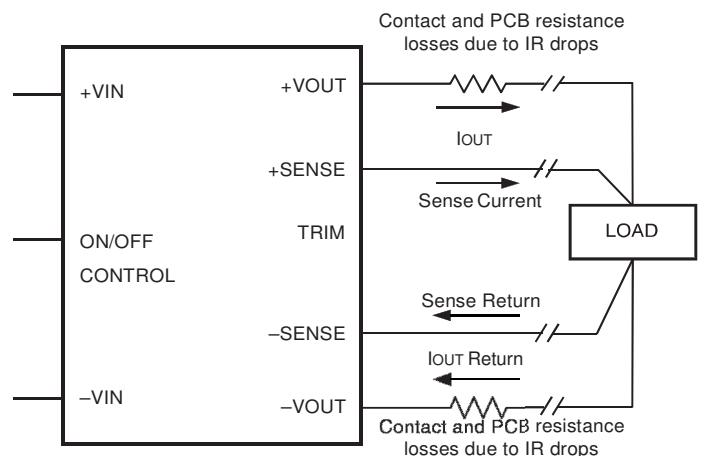 Contact and PCB resistance
losses due to IR drops
+VIN
+VOUT
IOUT
+SENSE
Sense Current
ON/OFF
CONTROL
TRIM
LOAD
Sense Return
–SENSE
IOUT Return
–VIN
–VOUT
Contact and PCB resistance
losses due to IR drops